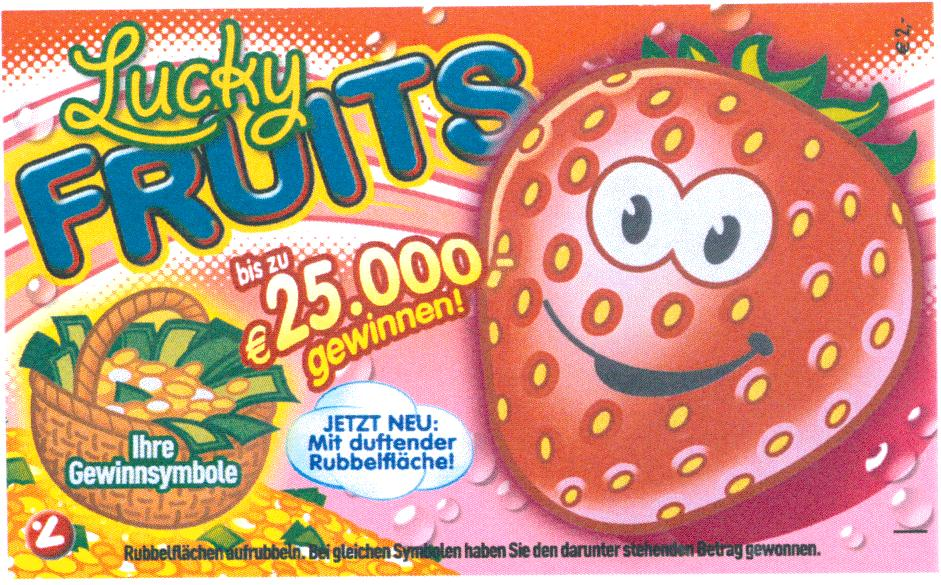 Lucky
FRUITS
€ 2,-
bis zu
€ 25.000
gewinnen!
JETZT NEU:
Mit duftender
Rubbelfläche!
Ihre
Gewinnsymbole
Rubbelflächen aufrubbeln. Bei gleichen Symbolen haben Sie den darunter stehenden Betrag gewonnen.